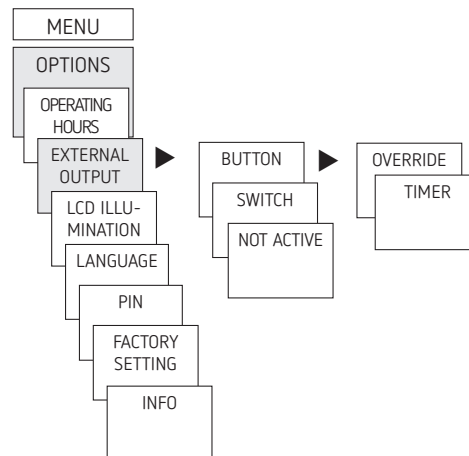 MENU
OPTIONS
OPERATING
HOURS
EXTERNAL
OUTPUT
LCD ILLU-
MINATION
LANGUAGE
PIN
FACTORY
SETTING
INFO
BUTTON
SWITCH
NOT ACTIVE
OVERRIDE
TIMER